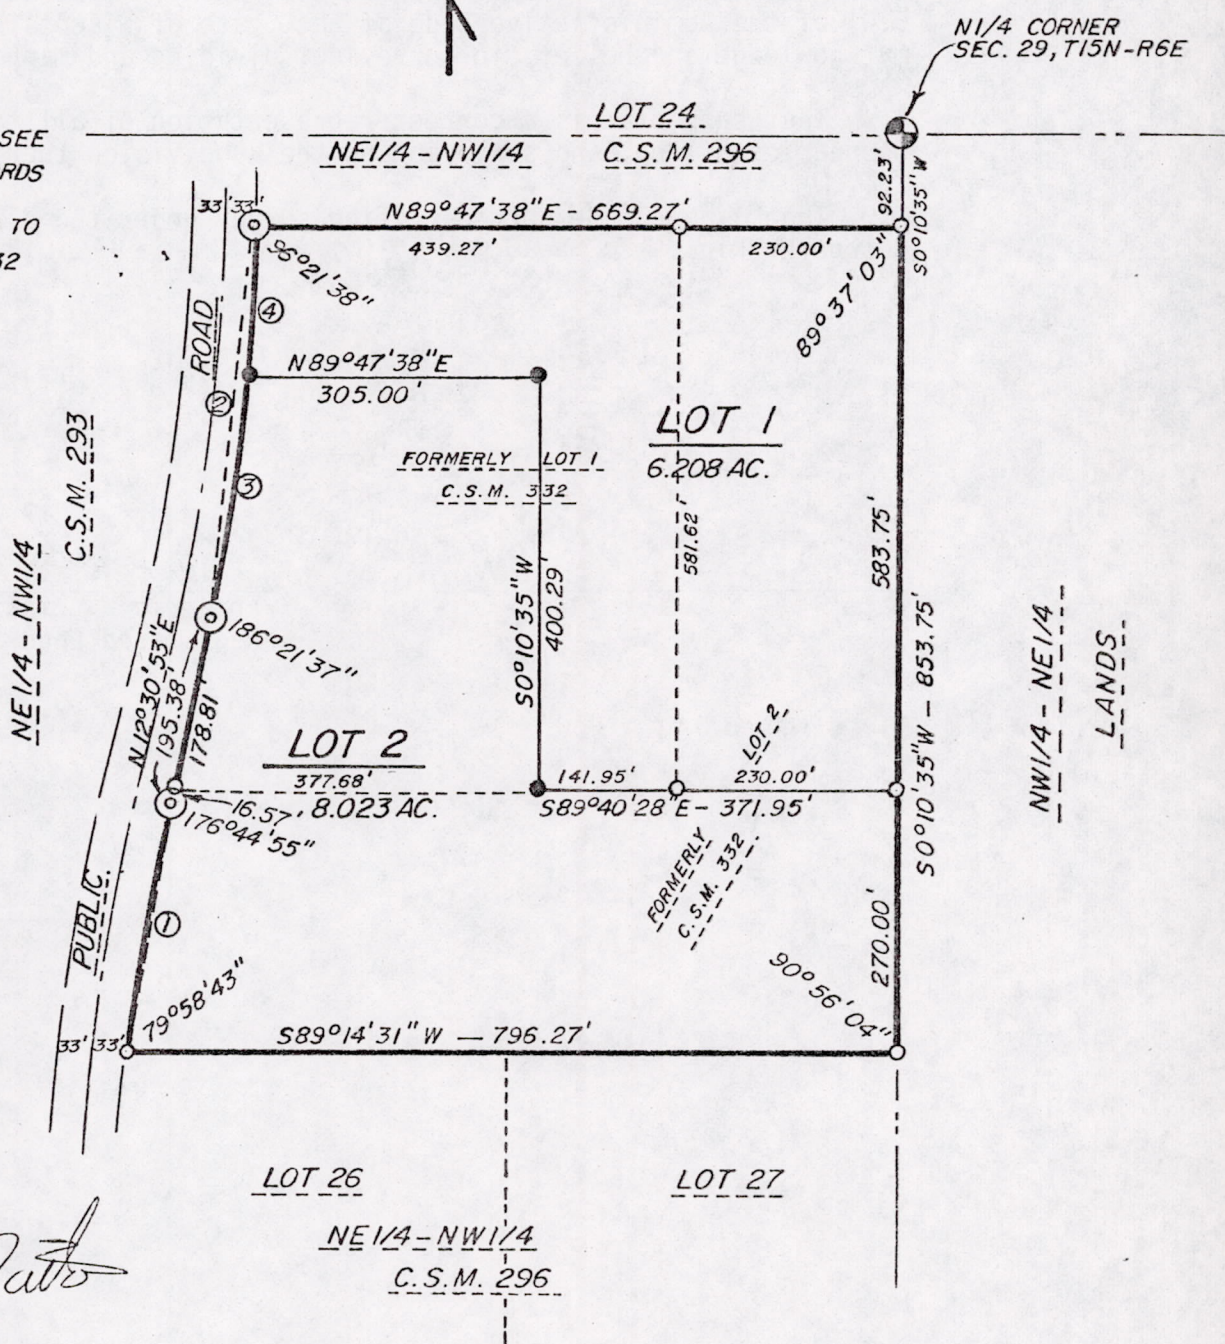 N1/4 CORNER
SEC. 29, T15N-R6E
LOT 24
SEE
NE1/4-NW1/4
C.S.M. 296
RDS
92.23'
S0°10'35"W
33' 33'
N89°47'38"E - 669.27'
TO
439.27'
230.00'
32
96°21'38"
89°37'03"
④
ROAD
N89°47'38"E
305.00'
②
LOT 1
6.208 AC.
C.S.M. 293
FORMERLY LOT 1
C.S.M. 332
③
581.62'
583.75'
NE1/4-NW1/4
S0°10'35"W
400.29'
N12°30'53"E
195.38'
178.81'
186°21'37"
S0°10'35"W - 853.75'
NW1/4-NE1/4
LANDS
LOT 2
377.68'
8.023 AC.
LOT 2,
141.95'
230.00'
S89°40'28"E - 371.95'
16.57'
176°44'55"
FORMERLY
C.S.M. 332
PUBLIC
①
270.00'
79°58'43"
90°56'04"
33' 33'
S89°14'31"W — 796.27'
LOT 26
LOT 27
NE1/4-NW1/4
C.S.M. 296